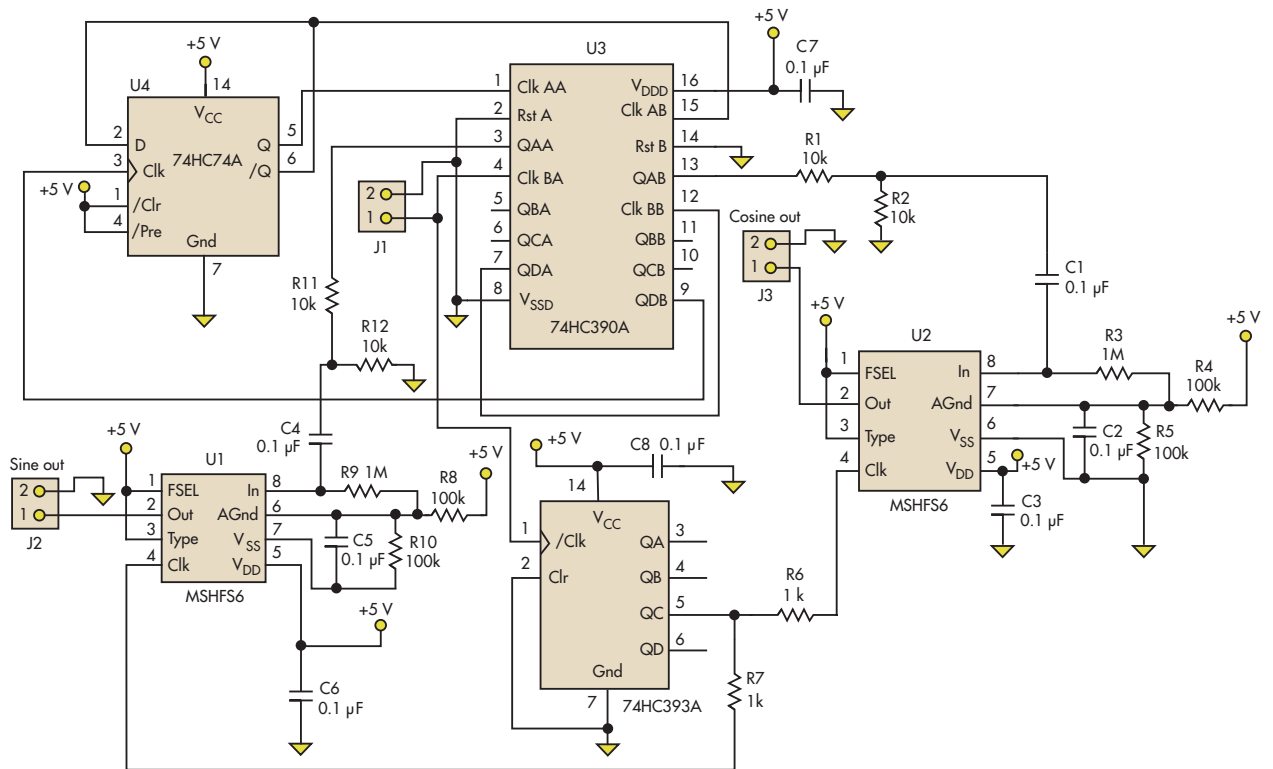 +5 V
U4
14
VCC
2 D
3 Clk
74HC74A
Q 5
/Q 6
+5 V
1 /Clr
4 /Pre
Gnd
7
U3
1 Clk AA
2 Rst A
3 QAA
4 Clk BA
5 QBA
6 QCA
7 QDA
8 VSSD
VDDD 16
Clk AB 15
Rst B 14
QAB 13
Clk BB 12
QBB 11
QCB 10
QDB 9
74HC390A
+5 V
C7
0.1 µF
R1
10k
R2
10k
2
1
J1
R11
10k
R12
10k
Cosine out
2
1
J3
C1
0.1 µF
+5 V
U2
1 FSEL
2 Out
3 Type
4 Clk
In 8
AGnd 7
VSS 6
VDD 5
MSHFS6
R3
1M
R4
100k
+5 V
C2
0.1 µF
R5
100k
+5 V
C3
0.1 µF
C4
0.1 µF
Sine out
2
1
J2
+5 V
U1
1 FSEL
2 Out
3 Type
4 Clk
In 8
AGnd 6
VSS 7
VDD 5
MSHFS6
R9 1M
R8
100k
+5 V
C5
0.1 µF
R10
100k
+5 V
C6
0.1 µF
+5 V
C8 0.1 µF
14
VCC
1 /Clk
2 Clr
QA 3
QB 4
QC 5
QD 6
Gnd
7
74HC393A
R6
1 k
R7
1k